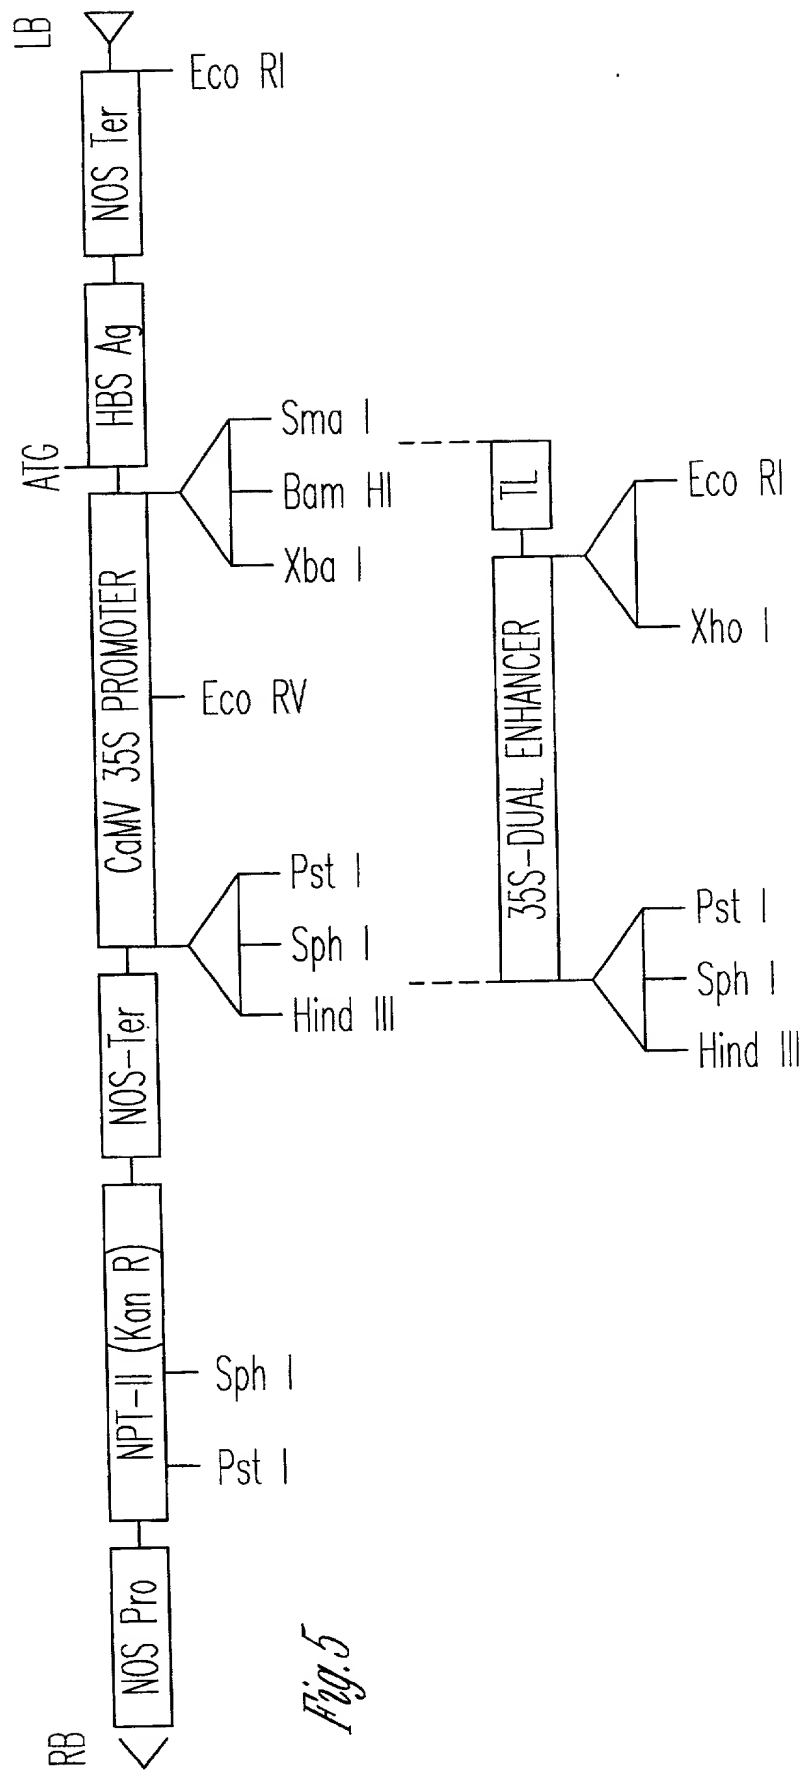 LB
Eco RI
NOS Ter
HBS Ag
ATG
Sma I
Bam HI
Xba I
CaMV 35S PROMOTER
Eco RV
Pst I
Sph I
Hind III
TL
Eco RI
Xho I
35S-DUAL ENHANCER
Pst I
Sph I
Hind III
NOS-Ter
NPT-II (Kan R)
Sph I
Pst I
NOS Pro
RB
Fig.5